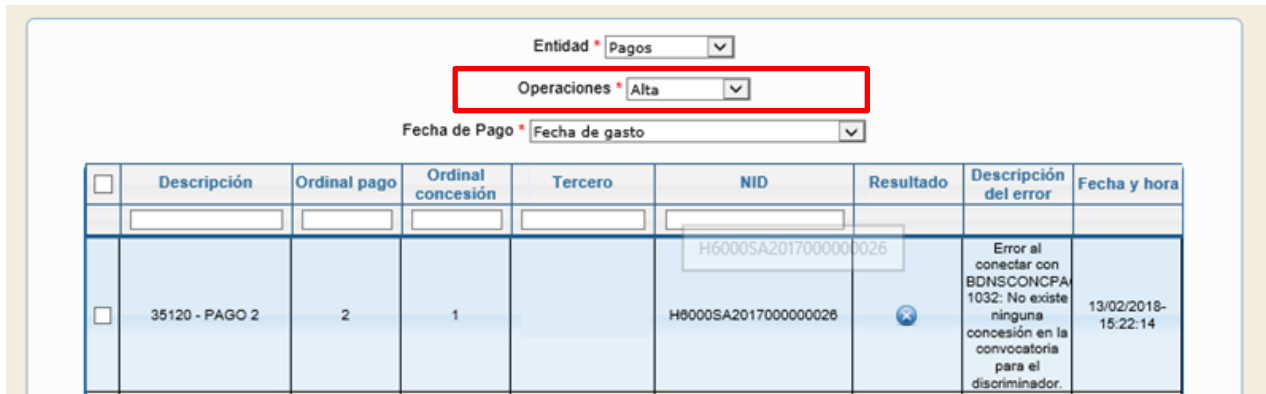 Entidad * Pagos
Operaciones * Alta
Fecha de Pago * Fecha de gasto
Descripción Ordinal pago Ordinal concesión Tercero NID Resultado Descripción del error Fecha y hora
H6000SA2017000000026
35120 - PAGO 2 2 1 H6000SA2017000000026
Error al
conectar con
BDNSCONCPA
1032: No existe
ninguna
concesión en la
convocatoria
para el
discriminador.
13/02/2018-
15:22:14